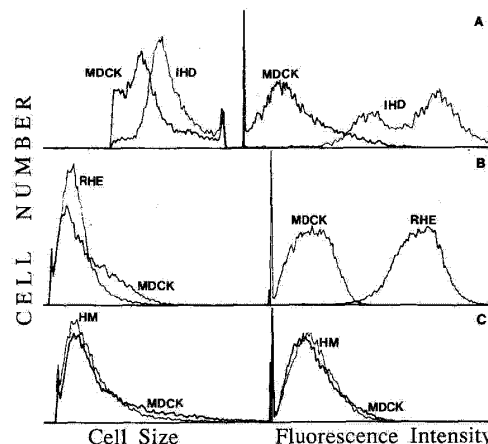 A
MDCK
IHD
MDCK
IHD
B
RHE
MDCK
MDCK
RHE
C
HM
MDCK
HM
MDCK
CELL NUMBER
Cell Size
Fluorescence Intensity